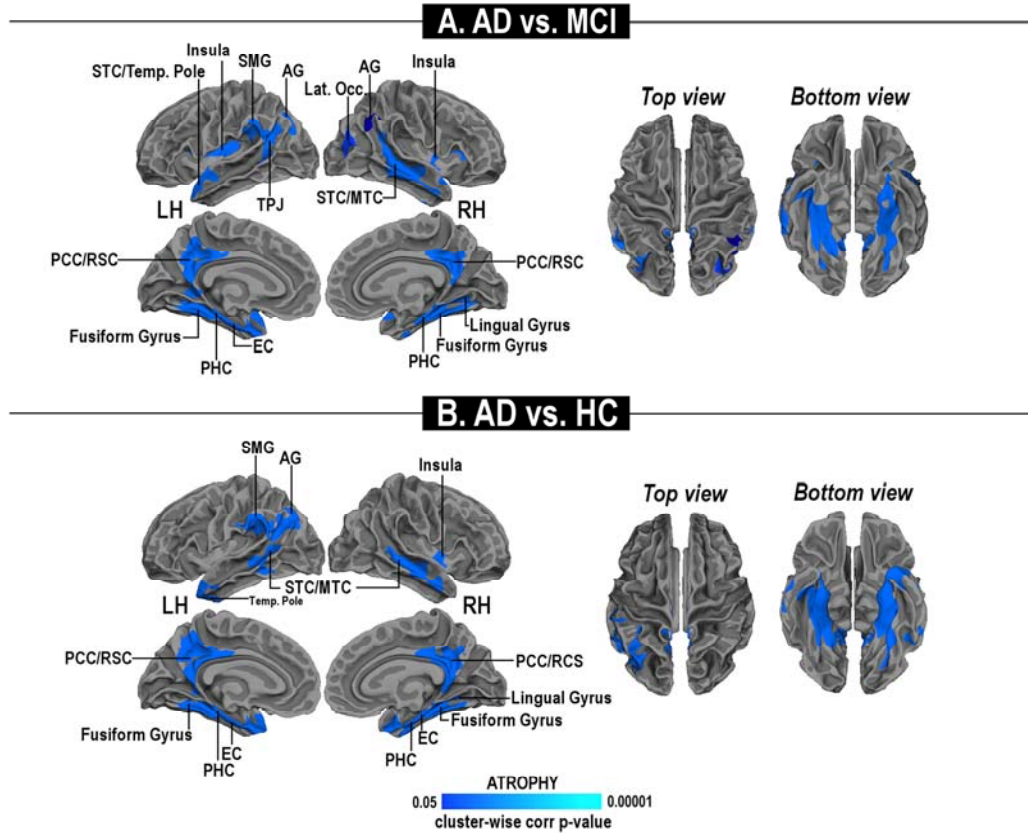 A. AD vs. MCI
Insula
SMG
STC/Temp. Pole
AG
AG
Insula
Lat. Occ.
Top view
Bottom view
LH
TPJ
STC/MTC
RH
PCC/RSC
PCC/RSC
Fusiform Gyrus
EC
PHC
Lingual Gyrus
Fusiform Gyrus
PHC
B. AD vs. HC
SMG
AG
Insula
Top view
Bottom view
STC/MTC
LH
Temp. Pole
RH
PCC/RSC
PCC/RCS
Lingual Gyrus
Fusiform Gyrus
Fusiform Gyrus
EC
EC
PHC
PHC
ATROPHY
0.05
0.00001
cluster-wise corr p-value